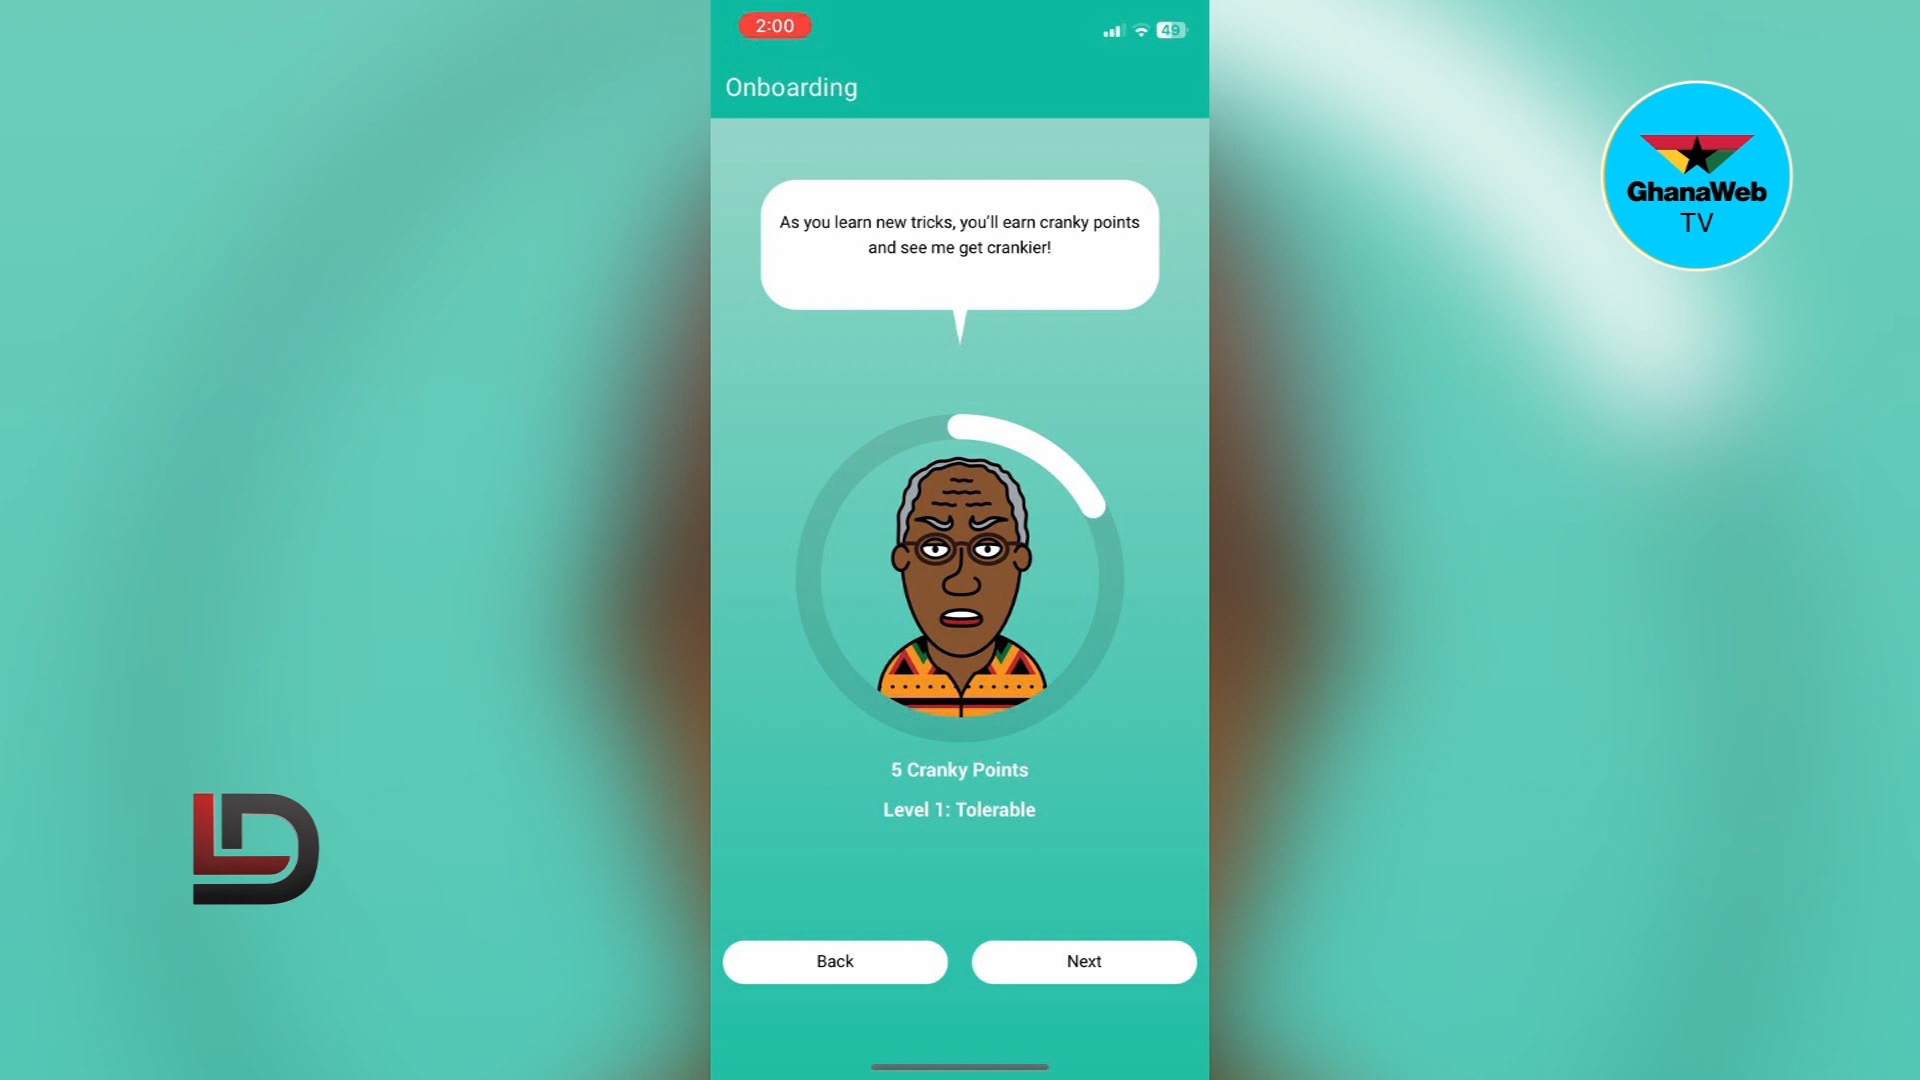 2:00
49
Onboarding
GhanaWeb
TV
As you learn new tricks, you'll earn cranky points
and see me get crankier!
5 Cranky Points
Level 1: Tolerable
Back
Next
LD